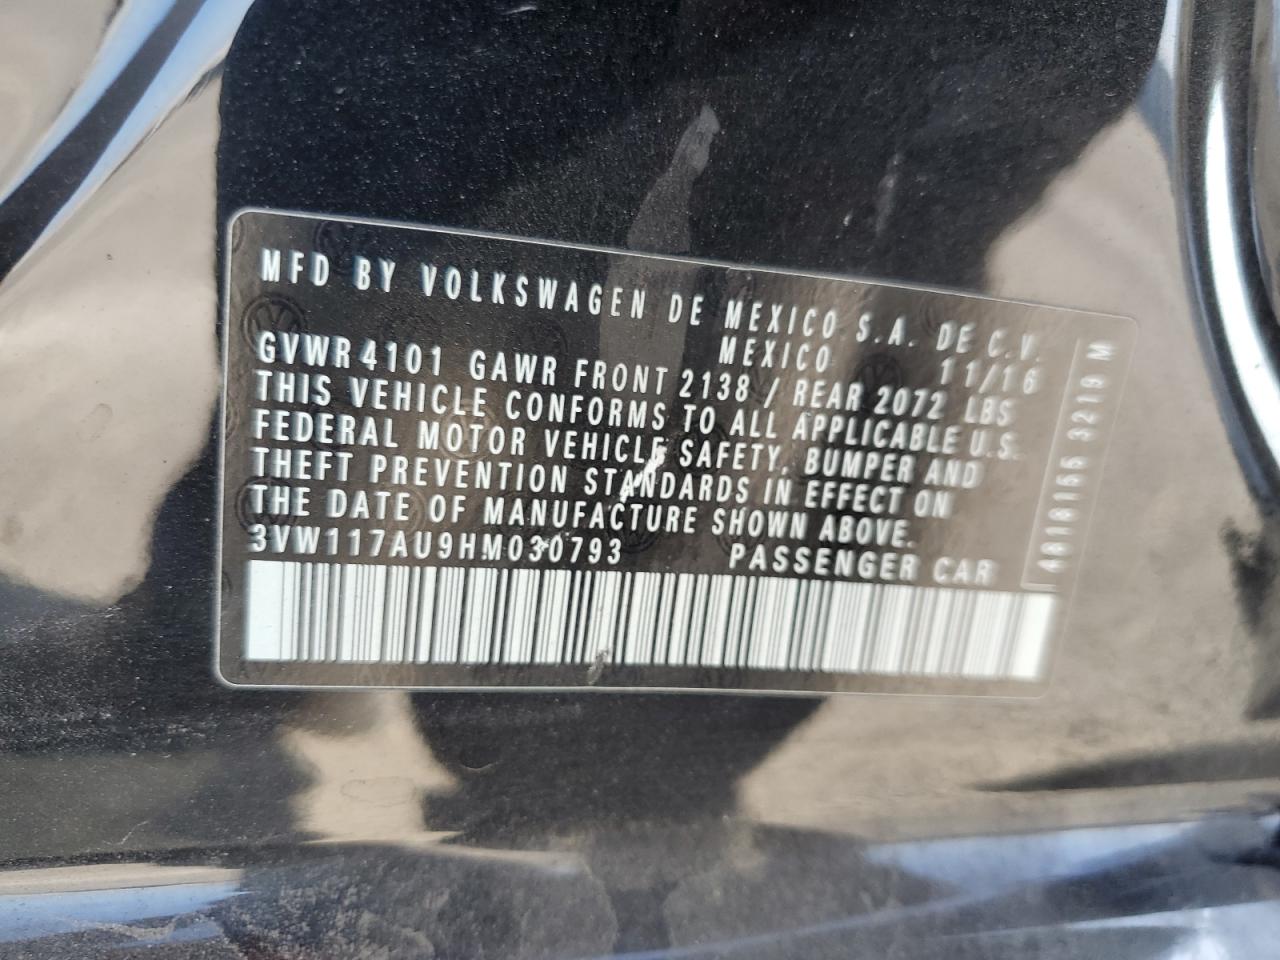 MFD BY VOLKSWAGEN DE MEXICO S.A. DE C.V.
MEXICO 11/16
GVWR 4101 GAWR FRONT 2138 / REAR 2072 LBS
THIS VEHICLE CONFORMS TO ALL APPLICABLE U.S.
FEDERAL MOTOR VEHICLE SAFETY, BUMPER AND
THEFT PREVENTION STANDARDS IN EFFECT ON
THE DATE OF MANUFACTURE SHOWN ABOVE.
3VW117AU9HM030793 PASSENGER CAR
4818156 3219 M